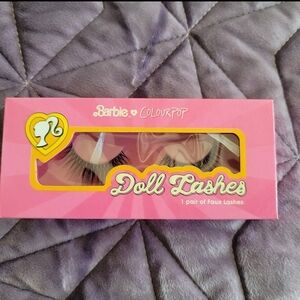 Barbie COLOURPOP
Doll Lashes
1 pair of Faux Lashes